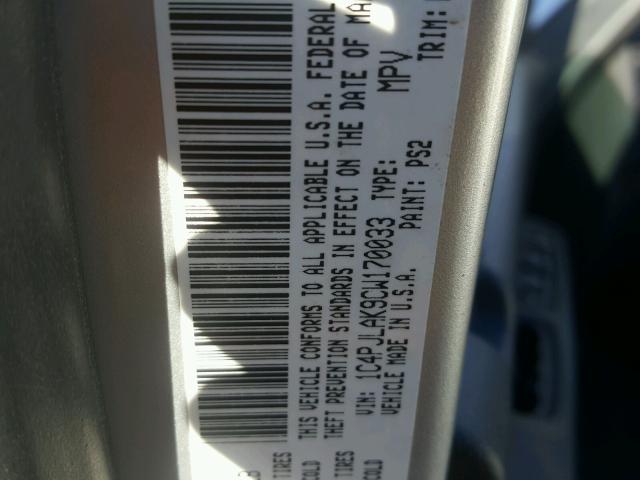 TIRES
COLD
TIRES
COLD
THIS VEHICLE CONFORMS TO ALL APPLICABLE U.S.A. FEDERAL
THEFT PREVENTION STANDARDS IN EFFECT ON THE DATE OF MA
VIN: 1C4PJLAK9CW170033 TYPE: MPV
VEHICLE MADE IN U.S.A. PAINT: PS2 TRIM: